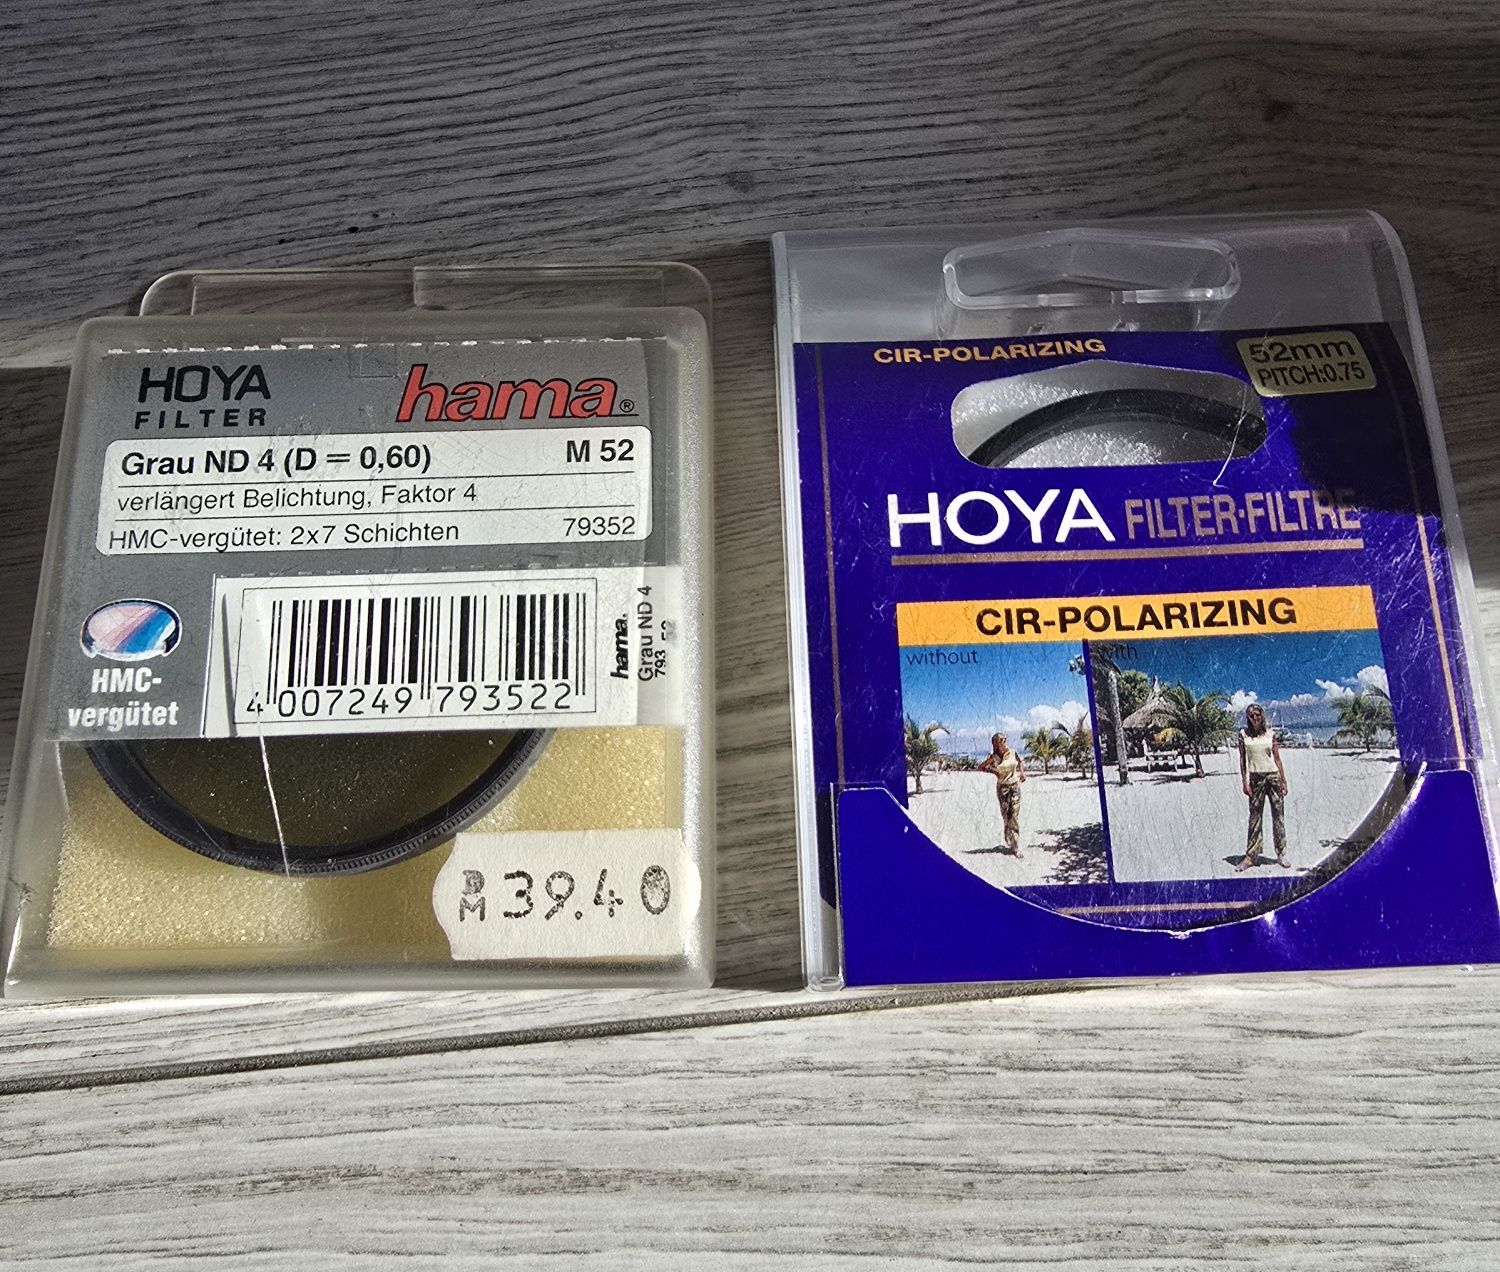 HOYA
FILTER
hama®
Grau ND 4 (D = 0,60)
M 52
verlängert Belichtung, Faktor 4
HMC-vergütet: 2x7 Schichten
79352
HMC-
vergütet
4 007249 793522
hama.
Grau ND 4
793 52
DM 39.40
CIR-POLARIZING
52mm
PITCH:0.75
HOYA FILTER·FILTRE
CIR-POLARIZING
without
with